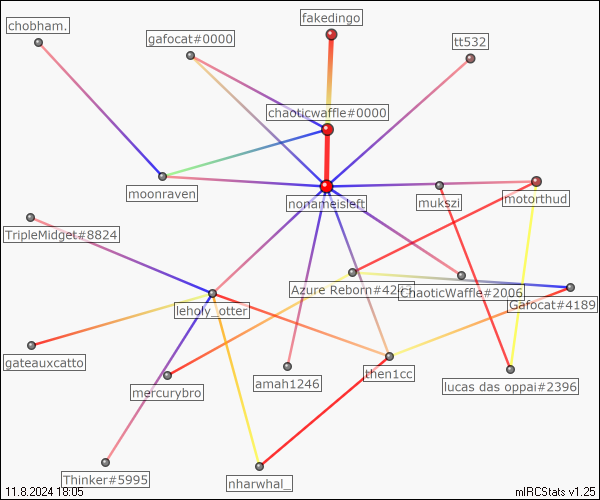 fakedingo
chobham.
gafocat#0000
tt532
chaoticwaffle#0000
moonraven
nonameisleft
mukszi
motorthud
TripleMidget#8824
Azure Reborn#42
ChaoticWaffle#2006
Gafocat#4189
leholy_otter
gateauxcatto
mercurybro
amah1246
then1cc
lucas das oppai#2396
Thinker#5995
nharwhal_
11.8.2024 18:05
mIRCStats v1.25